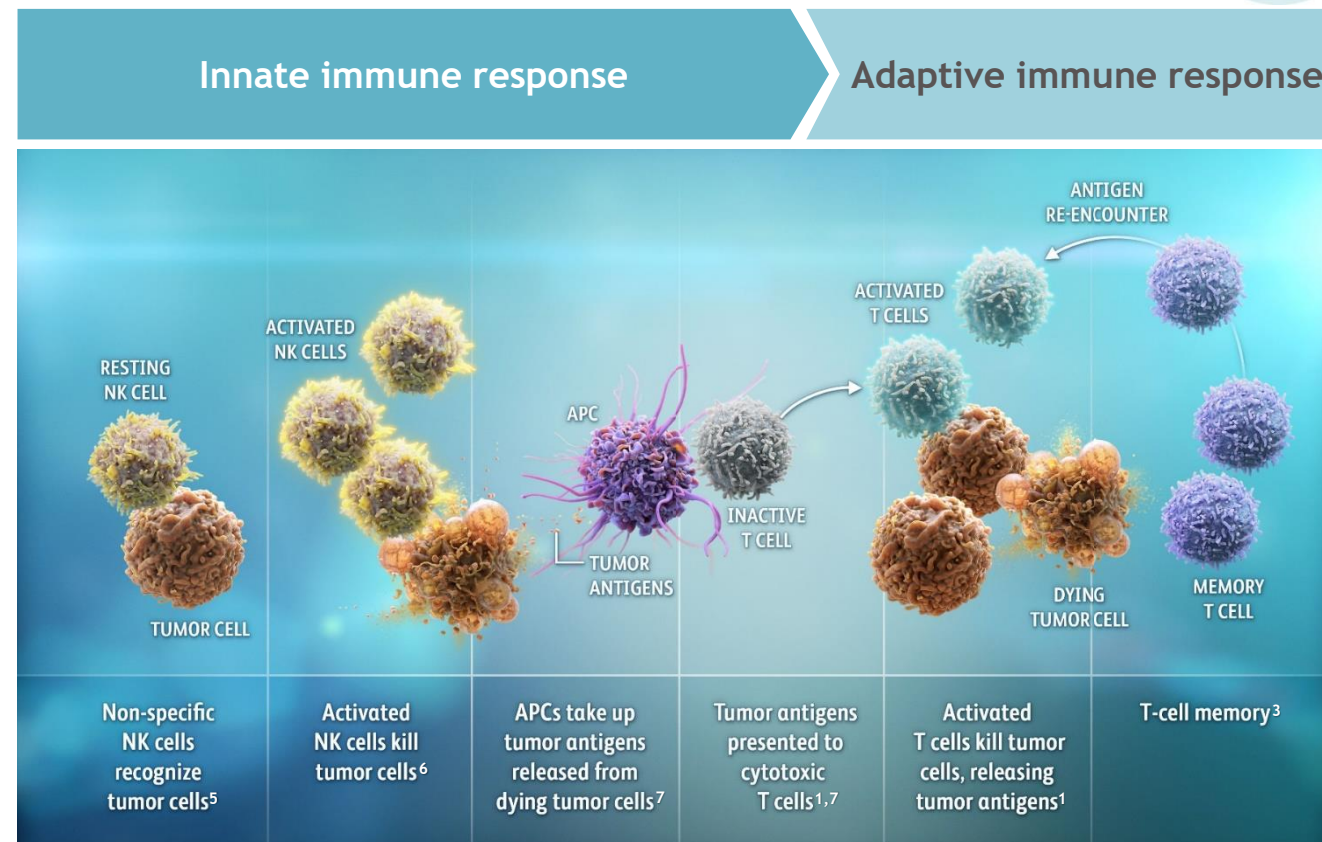 Innate immune response
Adaptive immune response
ANTIGEN
RE-ENCOUNTER
ACTIVATED
T CELLS
ACTIVATED
NK CELLS
RESTING
NK CELL
APC
INACTIVE
T CELL
TUMOR
ANTIGENS
TUMOR CELL
DYING
TUMOR CELL
MEMORY
T CELL
Non-specific
NK cells
recognize
tumor cells5
Activated
NK cells kill
tumor cells6
APCs take up
tumor antigens
released from
dying tumor cells7
Tumor antigens
presented to
cytotoxic
T cells1,7
Activated
T cells kill tumor
cells, releasing
tumor antigens1
T-cell memory3